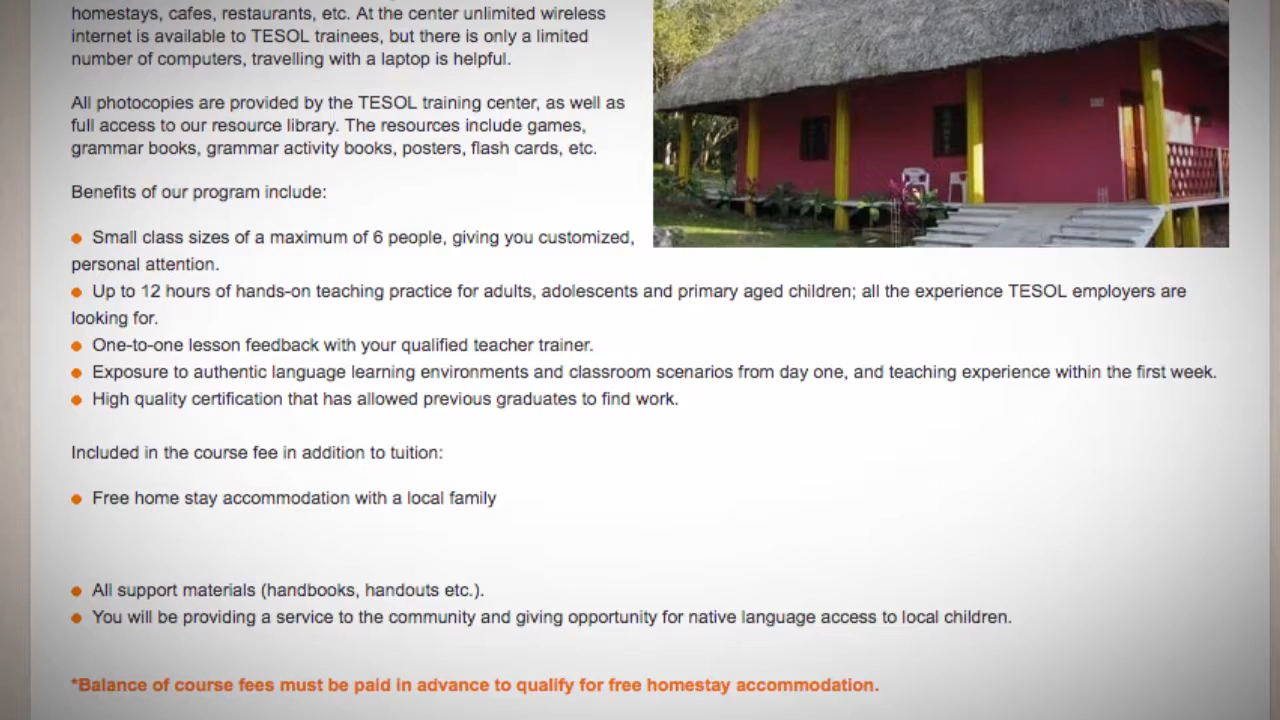 homestays, cafes, restaurants, etc. At the center unlimited wireless
internet is available to TESOL trainees, but there is only a limited
number of computers, travelling with a laptop is helpful.
All photocopies are provided by the TESOL training center, as well as
full access to our resource library. The resources include games,
grammar books, grammar activity books, posters, flash cards, etc.
Benefits of our program include:
Small class sizes of a maximum of 6 people, giving you customized,
personal attention.
Up to 12 hours of hands-on teaching practice for adults, adolescents and primary aged children; all the experience TESOL employers are
looking for.
One-to-one lesson feedback with your qualified teacher trainer.
Exposure to authentic language learning environments and classroom scenarios from day one, and teaching experience within the first week.
High quality certification that has allowed previous graduates to find work.
Included in the course fee in addition to tuition:
Free home stay accommodation with a local family
All support materials (handbooks, handouts etc.).
You will be providing a service to the community and giving opportunity for native language access to local children.
*Balance of course fees must be paid in advance to qualify for free homestay accommodation.